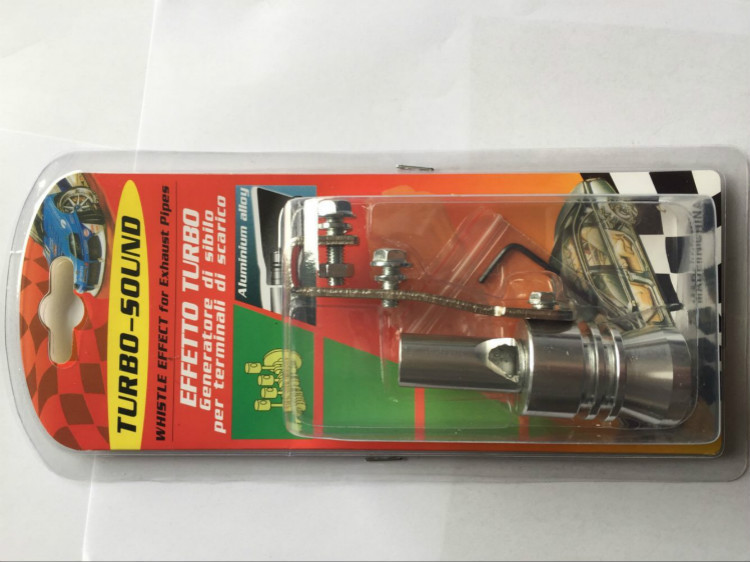 TURBO-SOUND
WHISTLE EFFECT for Exhaust Pipes
EFFETTO TURBO
Generatore di sibilo
per terminali di scarico
Aluminium alloy